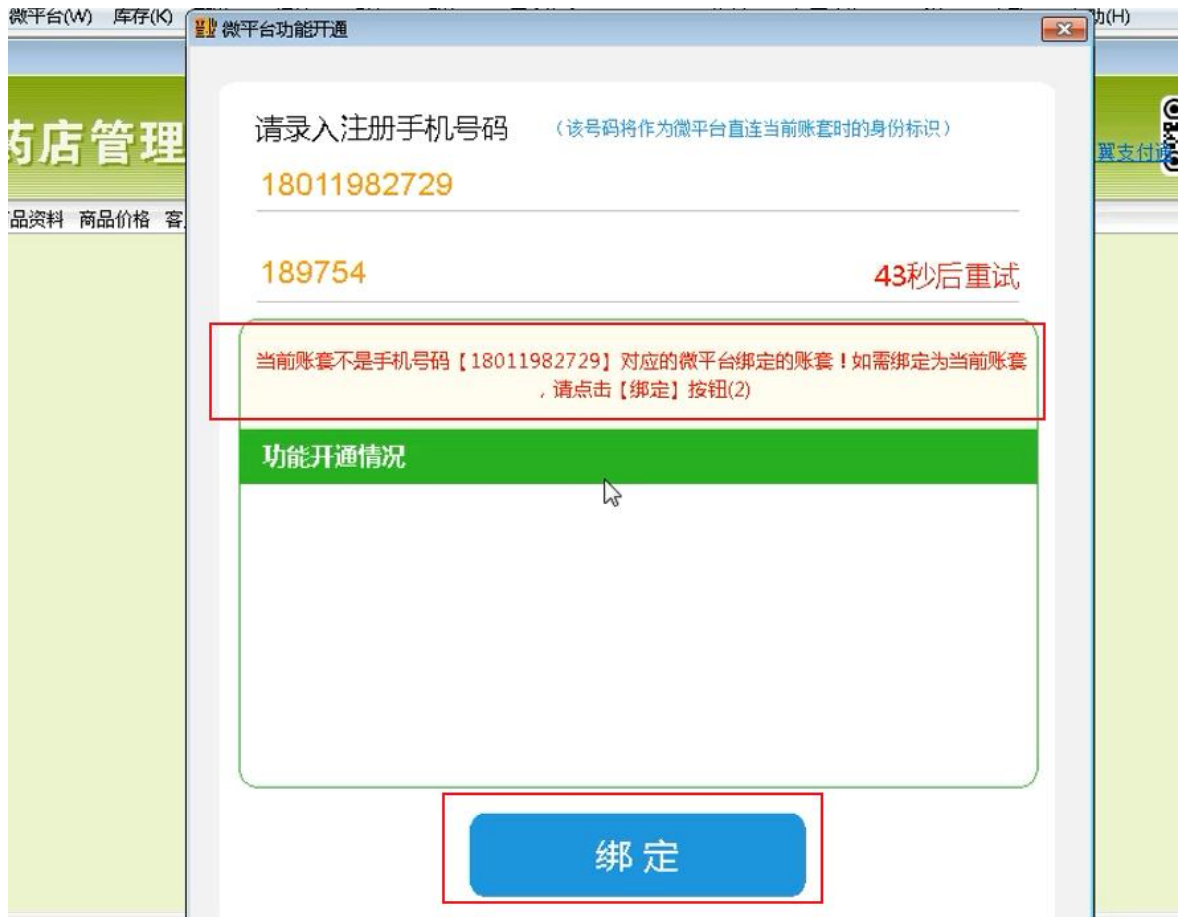 微平台(W) 库存(K)
助(H)
微平台功能开通
药店管理
翼支付通
品资料 商品价格 客
请录入注册手机号码 （该号码将作为微平台直连当前账套时的身份标识）
18011982729
189754 43秒后重试
当前账套不是手机号码【18011982729】对应的微平台绑定的账套！如需绑定为当前账套
，请点击【绑定】按钮(2)
功能开通情况
绑 定